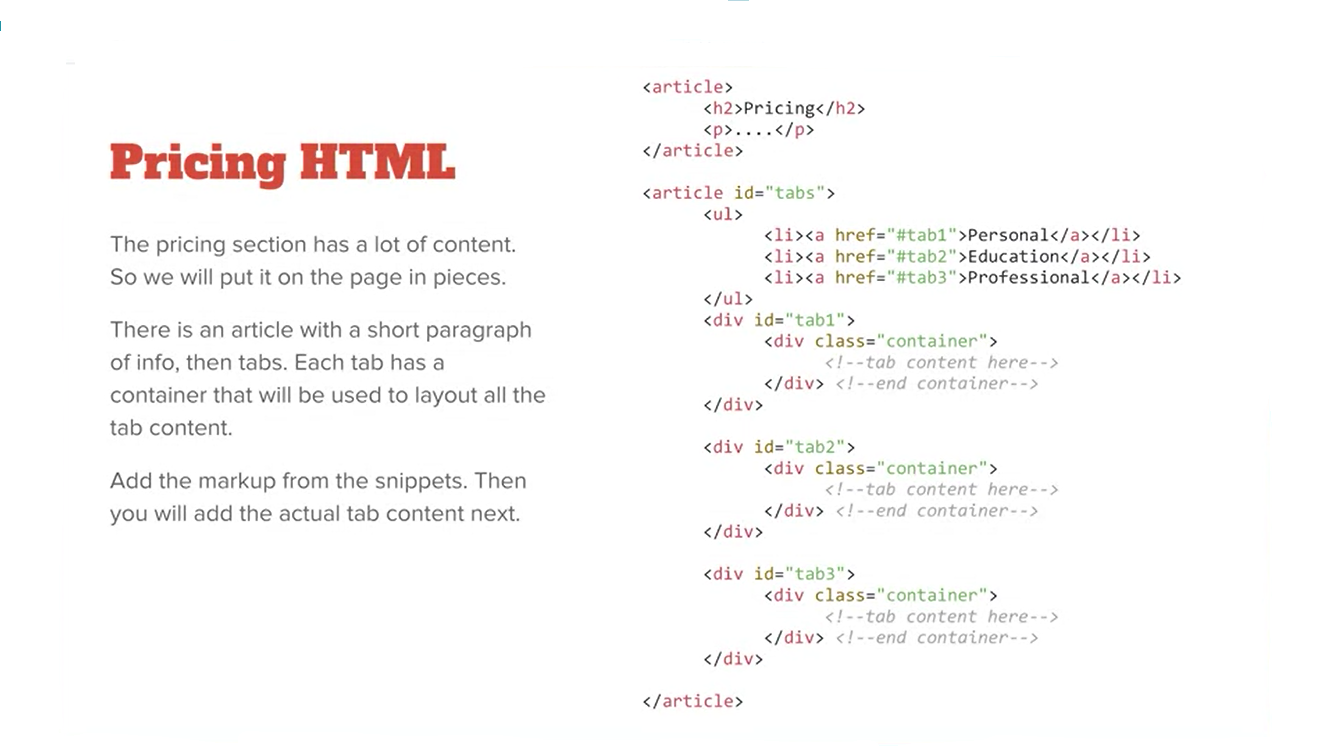 Pricing HTML
The pricing section has a lot of content.
So we will put it on the page in pieces.
There is an article with a short paragraph
of info, then tabs. Each tab has a
container that will be used to layout all the
tab content.
Add the markup from the snippets. Then
you will add the actual tab content next.
<article>
<h2>Pricing</h2>
<p>....</p>
</article>
<article id="tabs">
<ul>
<li><a href="#tab1">Personal</a></li>
<li><a href="#tab2">Education</a></li>
<li><a href="#tab3">Professional</a></li>
</ul>
<div id="tab1">
<div class="container">
<!--tab content here-->
</div> <!--end container-->
</div>
<div id="tab2">
<div class="container">
<!--tab content here-->
</div> <!--end container-->
</div>
<div id="tab3">
<div class="container">
<!--tab content here-->
</div> <!--end container-->
</div>
</article>